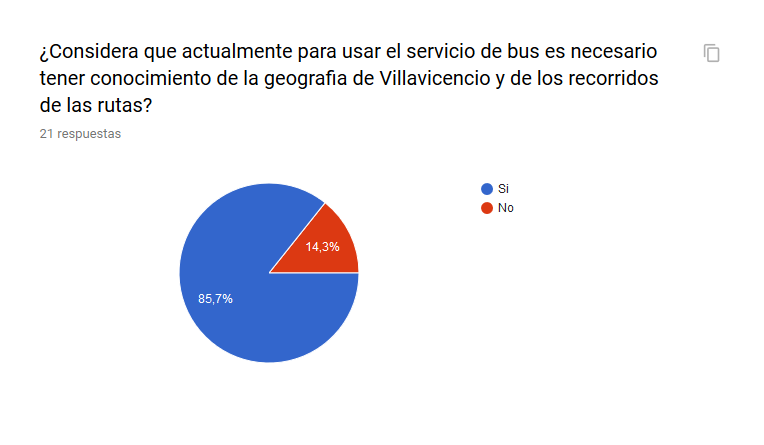 ¿Considera que actualmente para usar el servicio de bus es necesario
tener conocimiento de la geografia de Villavicencio y de los recorridos
de las rutas?
21 respuestas
Si
No
14,3%
85,7%